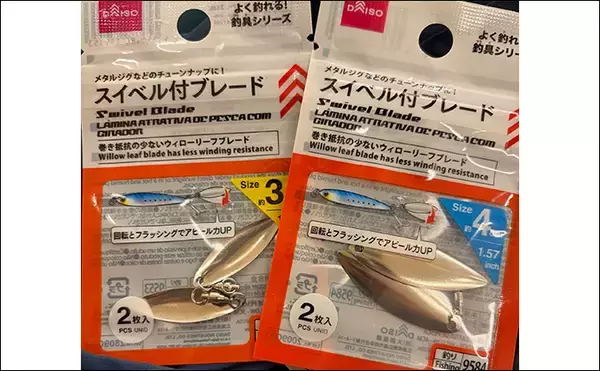 DAISO
よく釣れる!
釣具シリーズ
メタルジグなどのチューンナップに!
スイベル付ブレード
Swivel Blade
LÂMINA ATRATIVA DE PESCA COM
GIRADOR
巻き抵抗の少ないウィローリーフブレード
Willow leaf blade has less winding resistance
Size
約3
回転とフラッシングでアピール力UP
2枚入
PCS UNID
9553
DAISO
よく釣れる!
釣具シリーズ
メタルジグなどのチューンナップに!
スイベル付ブレード
Swivel Blade
LÂMINA ATRATIVA DE PESCA COM
GIRADOR
巻き抵抗の少ないウィローリーフブレード
Willow leaf blade has less winding resistance
Size
約4
1.57
inch
回転とフラッシングでアピール力UP
2枚入
PCS UNID
9584
DAISO
釣り
Fishing
9584